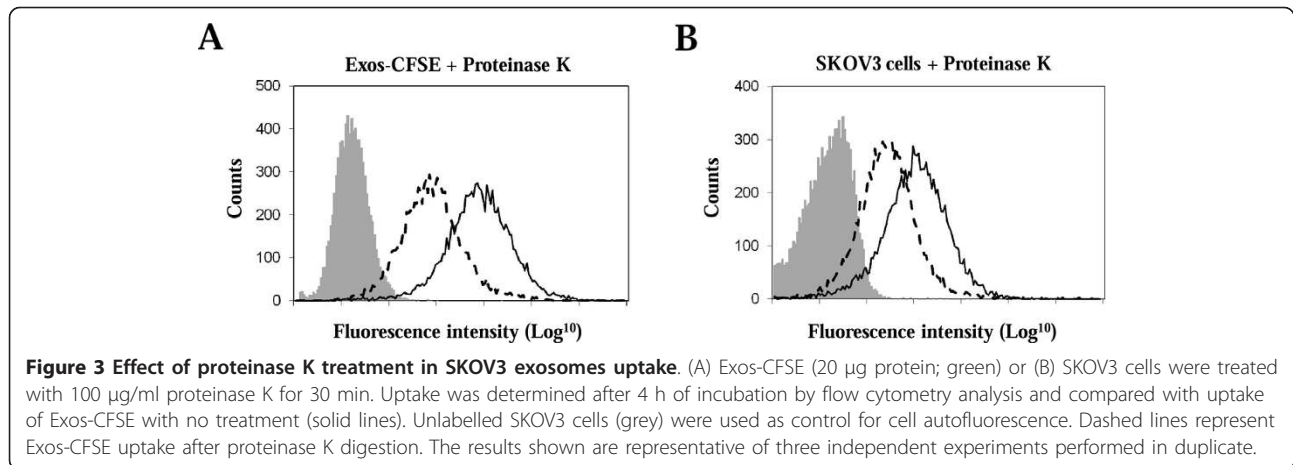 A
B
Exos-CFSE + Proteinase K
SKOV3 cells + Proteinase K
500
400
300
200
100
0
Counts
Fluorescence intensity (Log¹⁰)
400
300
200
100
0
Counts
Fluorescence intensity (Log¹⁰)
Figure 3 Effect of proteinase K treatment in SKOV3 exosomes uptake. (A) Exos-CFSE (20 μg protein; green) or (B) SKOV3 cells were treated
with 100 μg/ml proteinase K for 30 min. Uptake was determined after 4 h of incubation by flow cytometry analysis and compared with uptake
of Exos-CFSE with no treatment (solid lines). Unlabelled SKOV3 cells (grey) were used as control for cell autofluorescence. Dashed lines represent
Exos-CFSE uptake after proteinase K digestion. The results shown are representative of three independent experiments performed in duplicate.